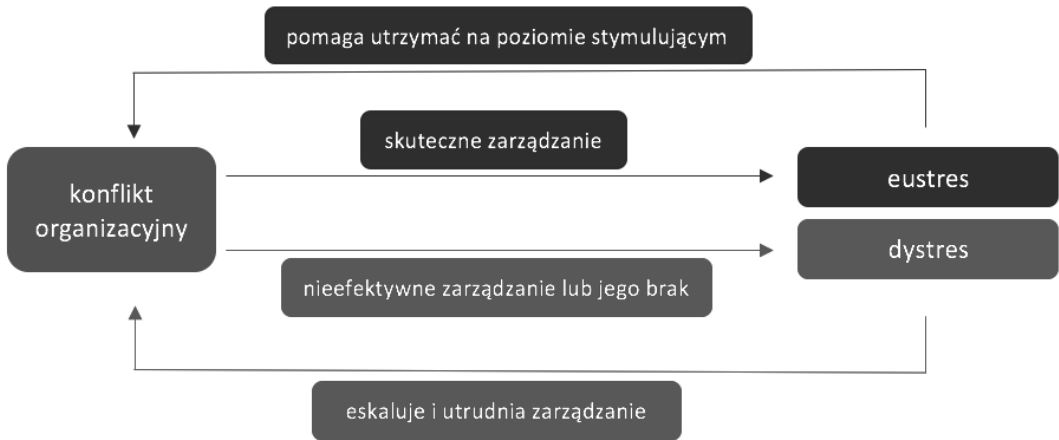 pomaga utrzymać na poziomie stymulującym
skuteczne zarządzanie
konflikt
organizacyjny
eustres
dystres
nieefektywne zarządzanie lub jego brak
eskaluje i utrudnia zarządzanie